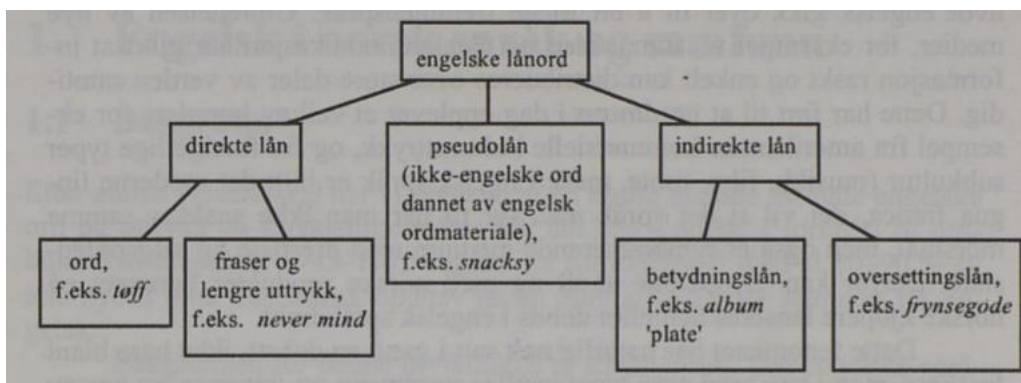 engelske lånord
direkte lån
pseudolån
(ikke-engelske ord
dannet av engelsk
ordmateriale),
f.eks. snacksy
indirekte lån
ord,
f.eks. tøff
fraser og
lengre uttrykk,
f.eks. never mind
betydningslån,
f.eks. album
'plate'
oversettingslån,
f.eks. frynsegode